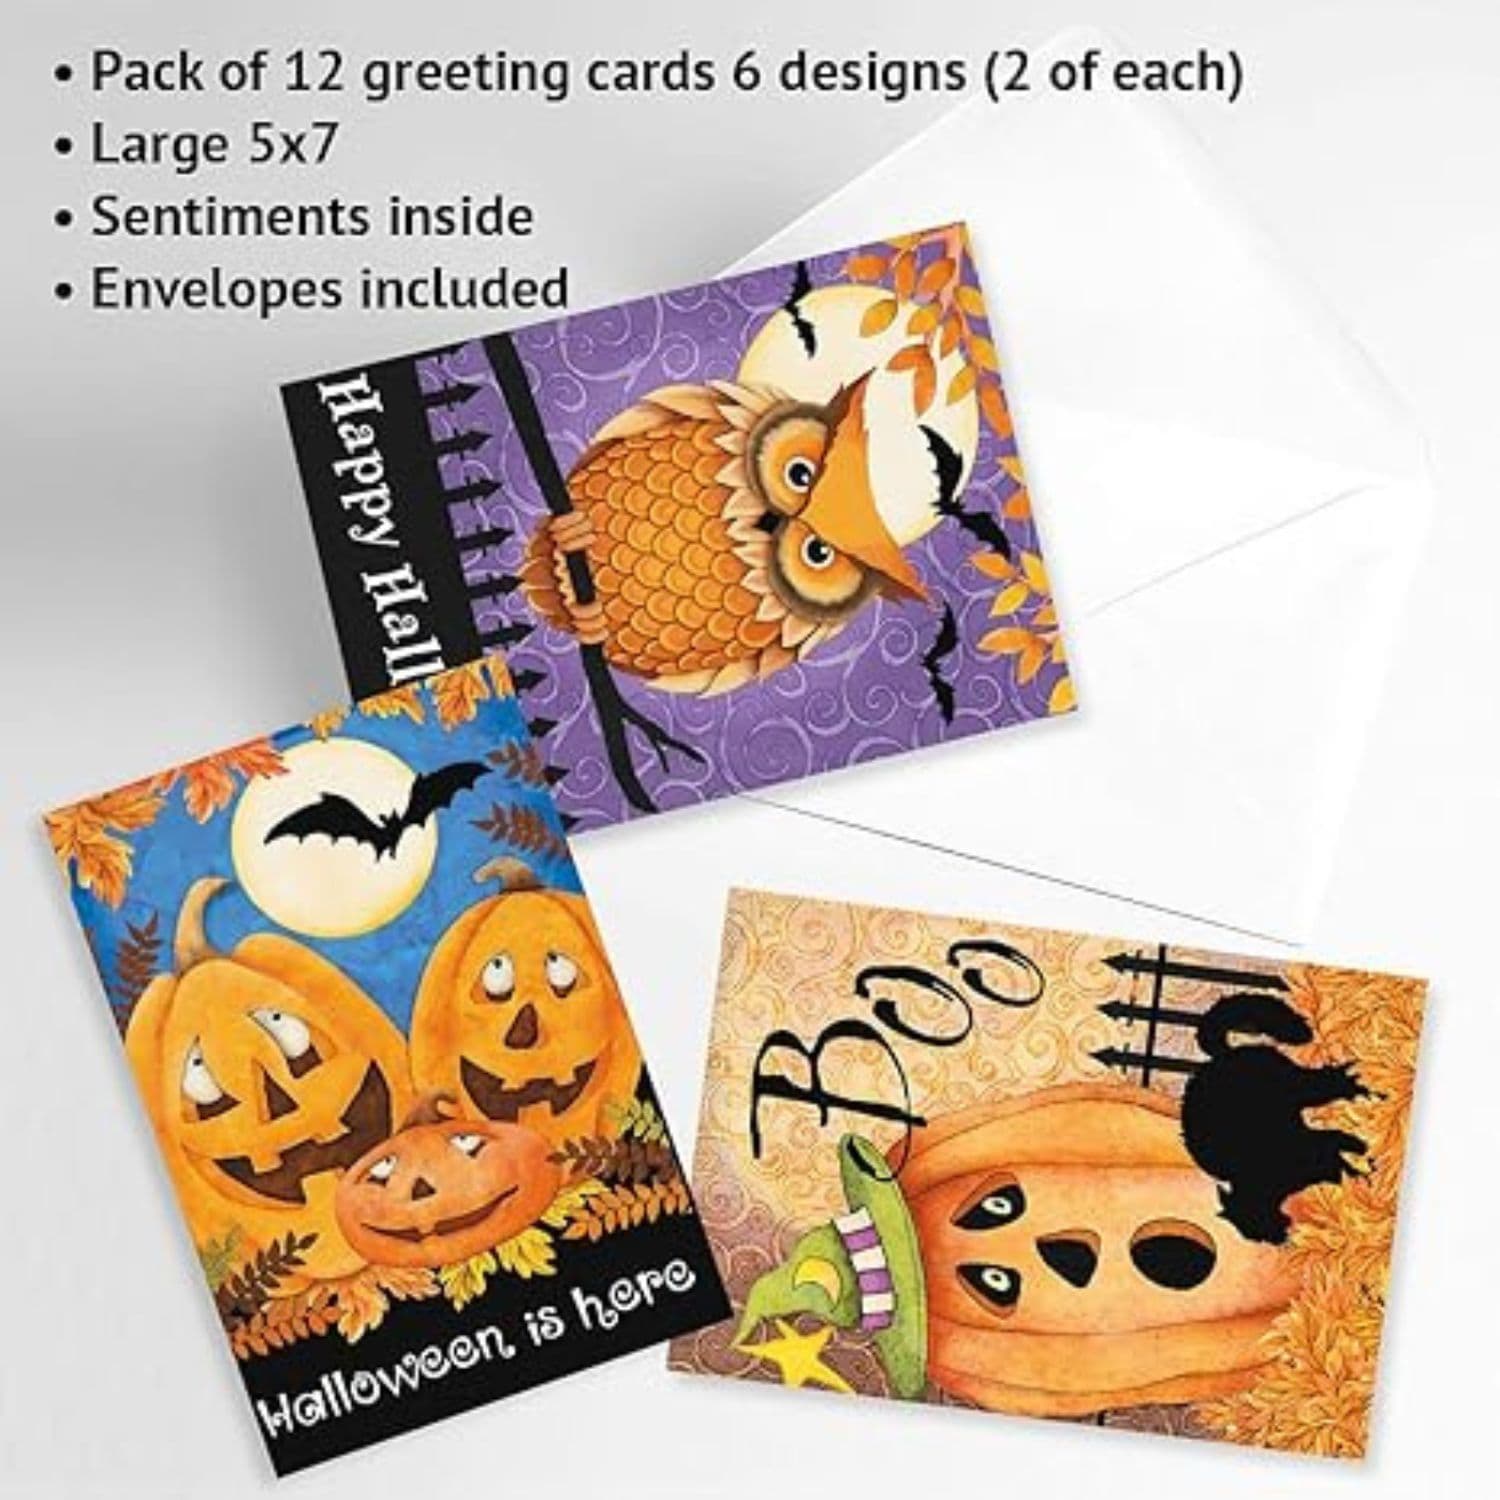 • Pack of 12 greeting cards 6 designs (2 of each)
• Large 5x7
• Sentiments inside
• Envelopes included
Happy Hall
Halloween is here
Boo